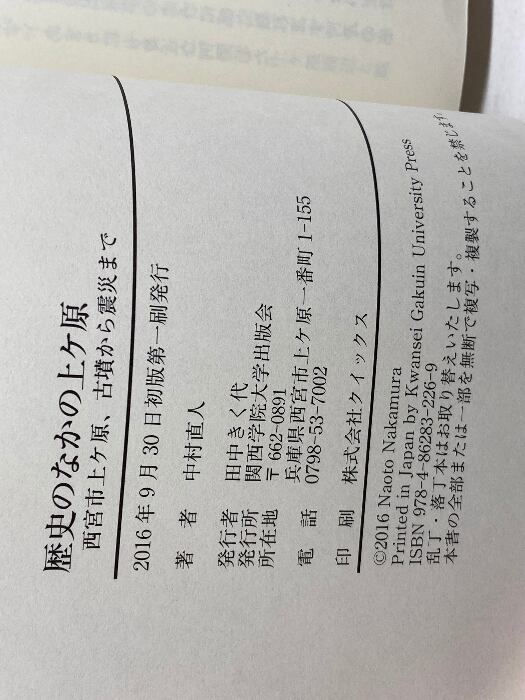 歴史のなかの上ケ原
西宮市上ケ原、古墳から震災まで
2016年9月30日初版第一刷発行
著　者　中村直人
発行者　田中きく代
発行所　関西学院大学出版会
所在地　〒662-0891
兵庫県西宮市上ケ原一番町1-155
電　話　0798-53-7002
印　刷　株式会社クイックス
©2016 Naoto Nakamura
Printed in Japan by Kwansei Gakuin University Press
ISBN 978-4-86283-226-9
乱丁・落丁本はお取り替えいたします。
本書の全部または一部を無断で複写・複製することを禁じます